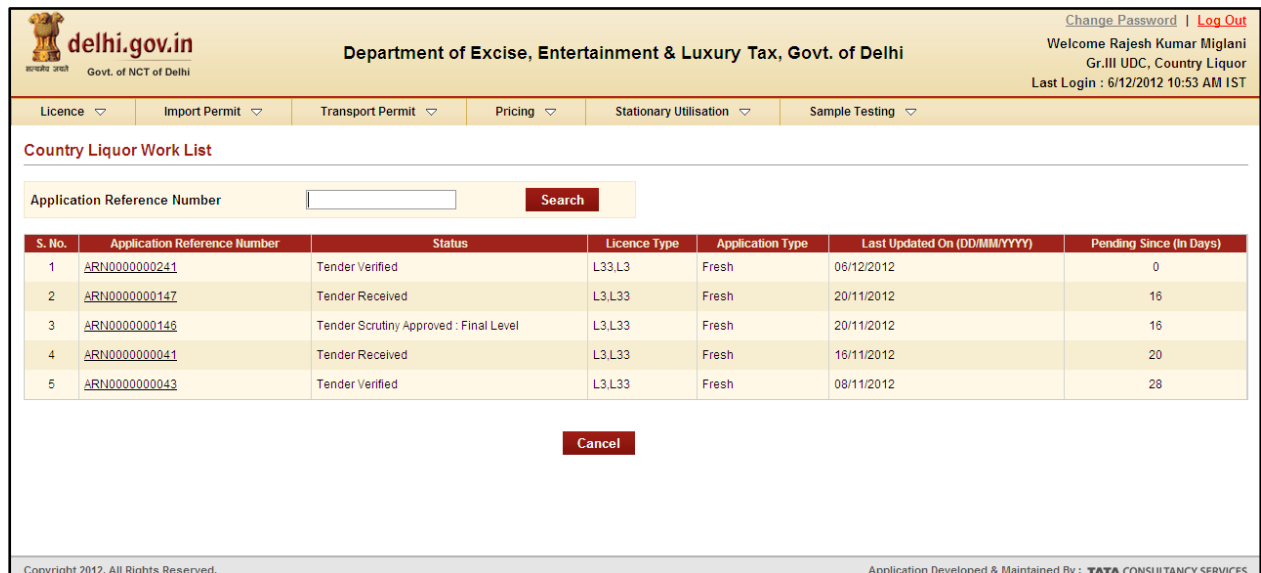 Change Password | Log Out
delhi.gov.in
Govt. of NCT of Delhi
सत्यमेव जयते
Department of Excise, Entertainment & Luxury Tax, Govt. of Delhi
Welcome Rajesh Kumar Miglani
Gr.III UDC, Country Liquor
Last Login : 6/12/2012 10:53 AM IST
Licence Import Permit Transport Permit Pricing Stationary Utilisation Sample Testing
Country Liquor Work List
Application Reference Number Search
S. No. Application Reference Number Status Licence Type Application Type Last Updated On (DD/MM/YYYY) Pending Since (In Days)
1 ARN0000000241 Tender Verified L33,L3 Fresh 06/12/2012 0
2 ARN0000000147 Tender Received L3,L33 Fresh 20/11/2012 16
3 ARN0000000146 Tender Scrutiny Approved : Final Level L3,L33 Fresh 20/11/2012 16
4 ARN0000000041 Tender Received L3,L33 Fresh 16/11/2012 20
5 ARN0000000043 Tender Verified L3,L33 Fresh 08/11/2012 28
Cancel
Copyright 2012. All Rights Reserved. Application Developed & Maintained By : TATA CONSULTANCY SERVICES